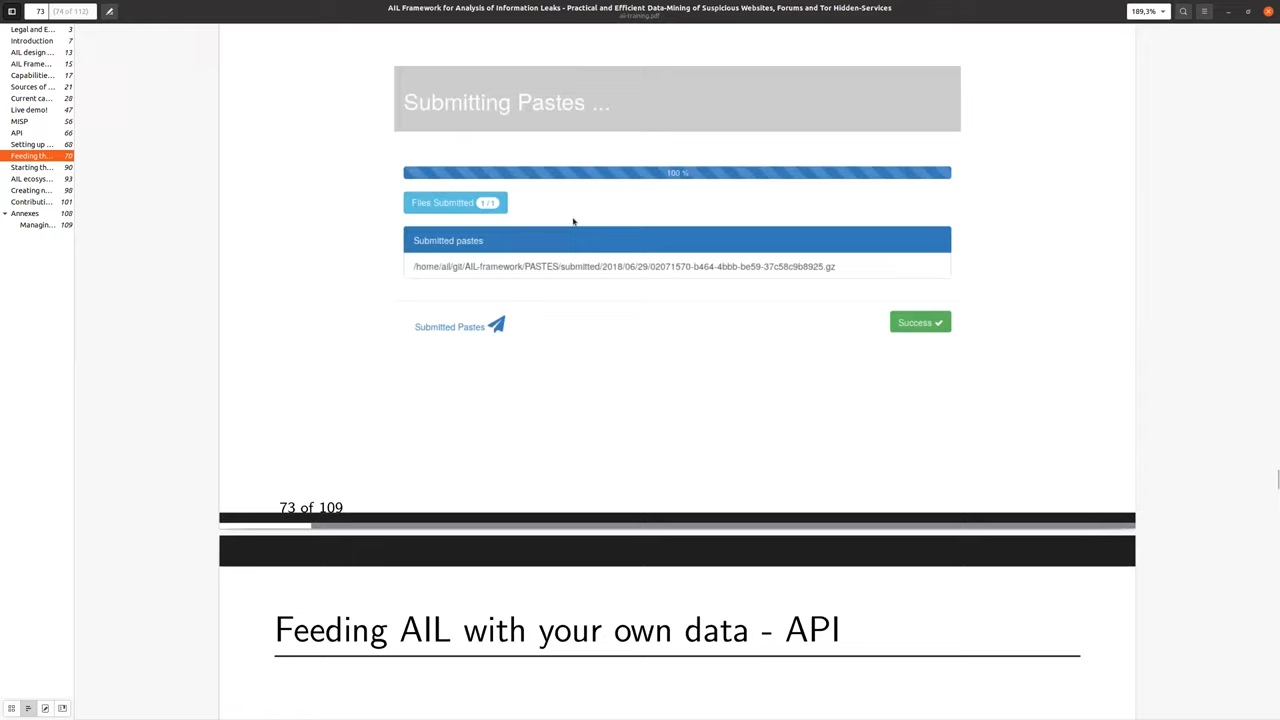 73 (74 of 112)
AIL Framework for Analysis of Information Leaks - Practical and Efficient Data-Mining of Suspicious Websites, Forums and Tor Hidden-Services
ail-training.pdf
189,3%
Legal and E... 3
Introduction 7
AIL design ... 13
AIL Frame... 15
Capabilitie... 17
Sources of ... 21
Current ca... 28
Live demo! 47
MISP 56
API 66
Setting up ... 68
Feeding th... 70
Starting th... 90
AIL ecosys... 93
Creating n... 98
Contributi... 101
Annexes 108
Managin... 109
Submitting Pastes ...
100 %
Files Submitted 1 / 1
Submitted pastes
/home/ail/git/AIL-framework/PASTES/submitted/2018/06/29/02071570-b464-4bbb-be59-37c58c9b8925.gz
Submitted Pastes
Success
73 of 109
Feeding AIL with your own data - API